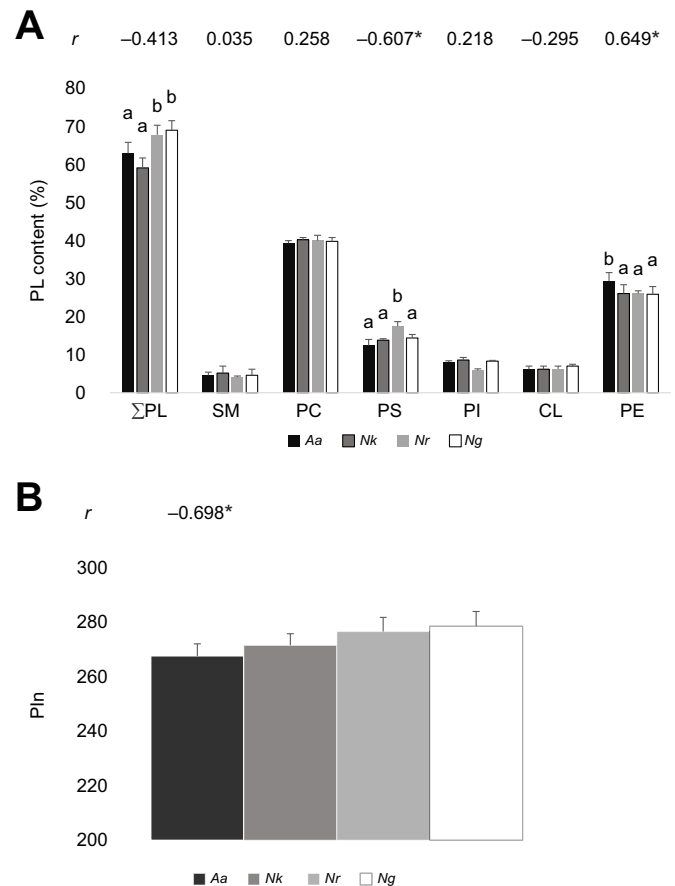 A
r –0.413 0.035 0.258 –0.607* 0.218 –0.295 0.649*
80
70
60
50
40
30
20
10
0
PL content (%)
a a b b
a a b a
b a a a
∑PL SM PC PS PI CL PE
Aa Nk Nr Ng
B
r –0.698*
300
280
260
240
220
200
PIn
Aa Nk Nr Ng